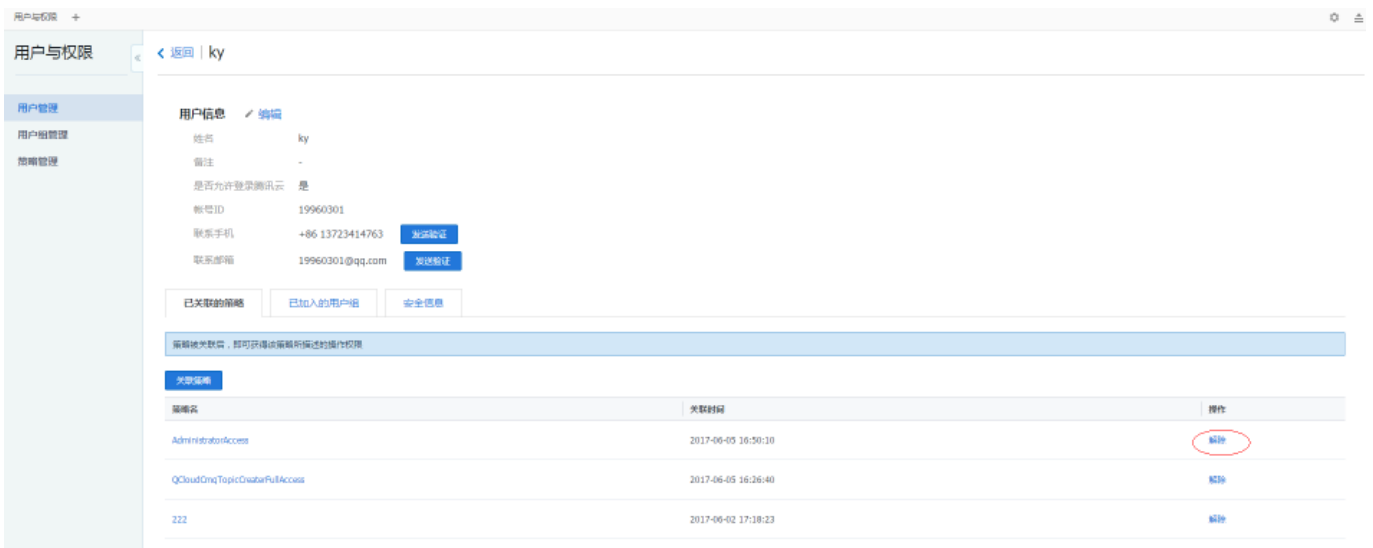 用户与权限 +
用户与权限
返回 | ky
用户管理
用户组管理
策略管理
用户信息 编辑
姓名 ky
备注 -
是否允许登录腾讯云 是
帐号ID 19960301
联系手机 +86 13723414763 发送验证
联系邮箱 19960301@qq.com 发送验证
已关联的策略 已加入的用户组 安全信息
策略被关联后，即可获得该策略所描述的操作权限
关联策略
策略名 关联时间 操作
AdministratorAccess 2017-06-05 16:50:10 解除
QCloudCmqTopicCreaterFullAccess 2017-06-05 16:26:40 解除
222 2017-06-02 17:18:23 解除